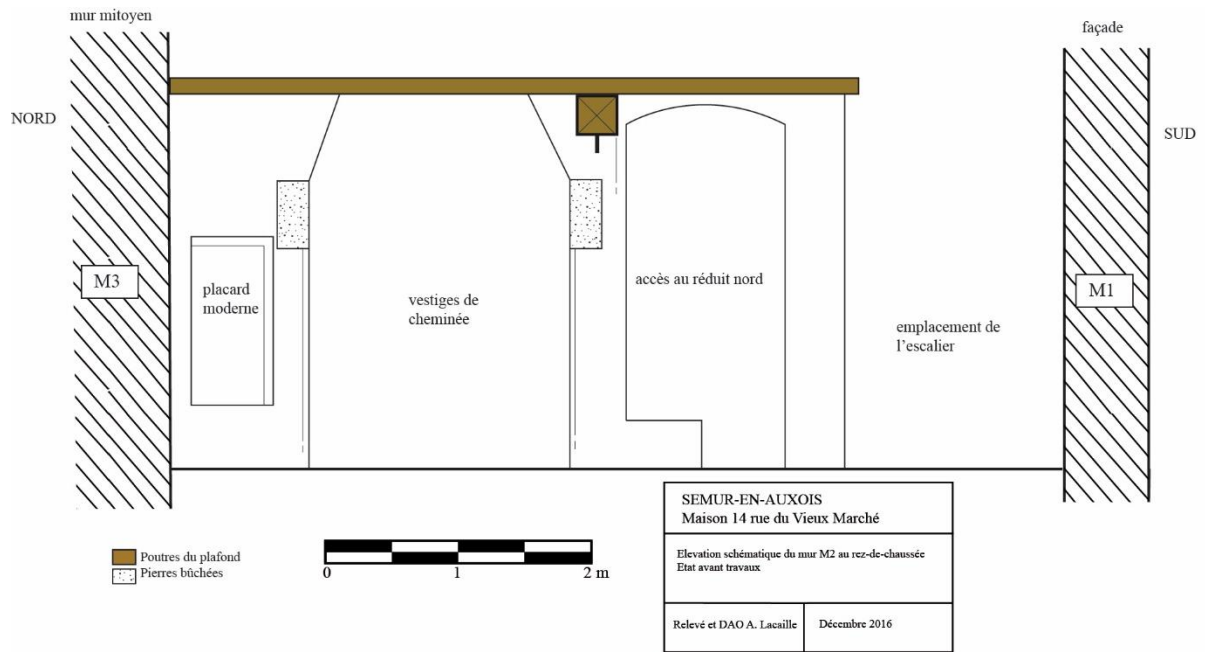 mur mitoyen
façade
NORD
SUD
M3
M1
placard
moderne
vestiges de
cheminée
accès au réduit nord
emplacement de
l'escalier
Poutres du plafond
Pierres bûchées
0
1
2 m
SEMUR-EN-AUXOIS
Maison 14 rue du Vieux Marché
Elevation schématique du mur M2 au rez-de-chaussée
Etat avant travaux
Relevé et DAO A. Lacaille
Décembre 2016